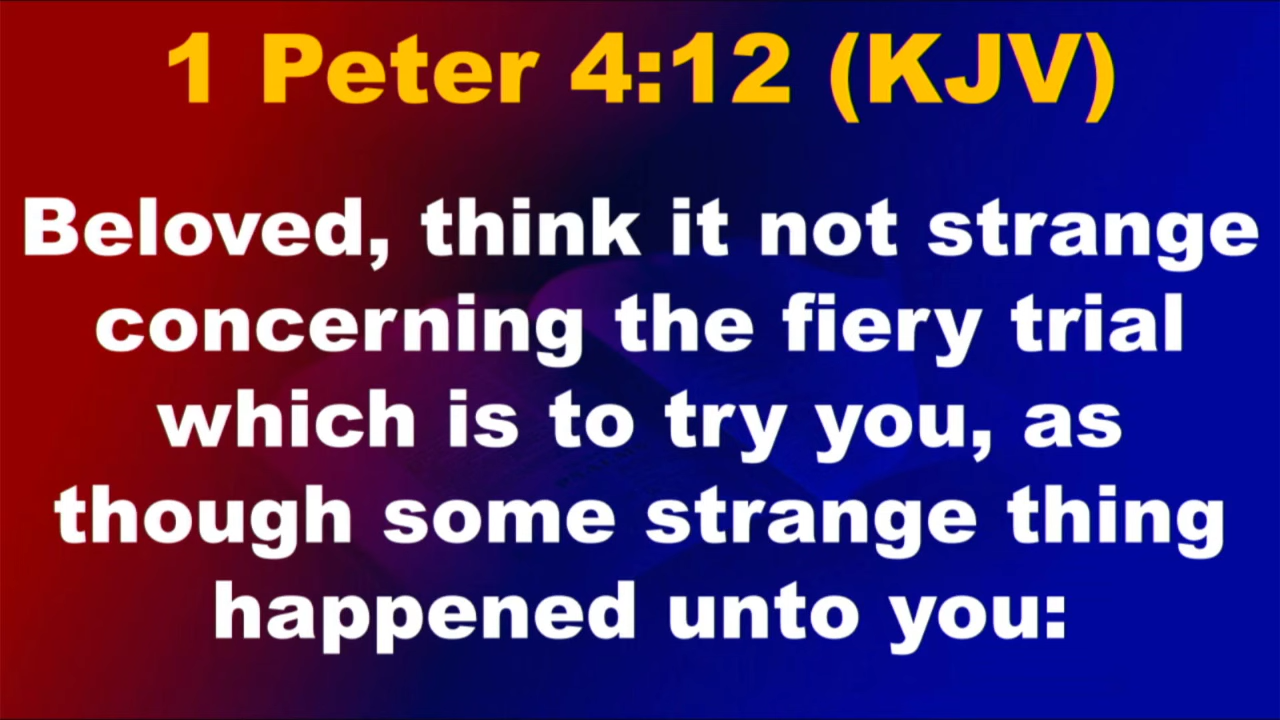 1 Peter 4:12 (KJV)
Beloved, think it not strange
concerning the fiery trial
which is to try you, as
though some strange thing
happened unto you: